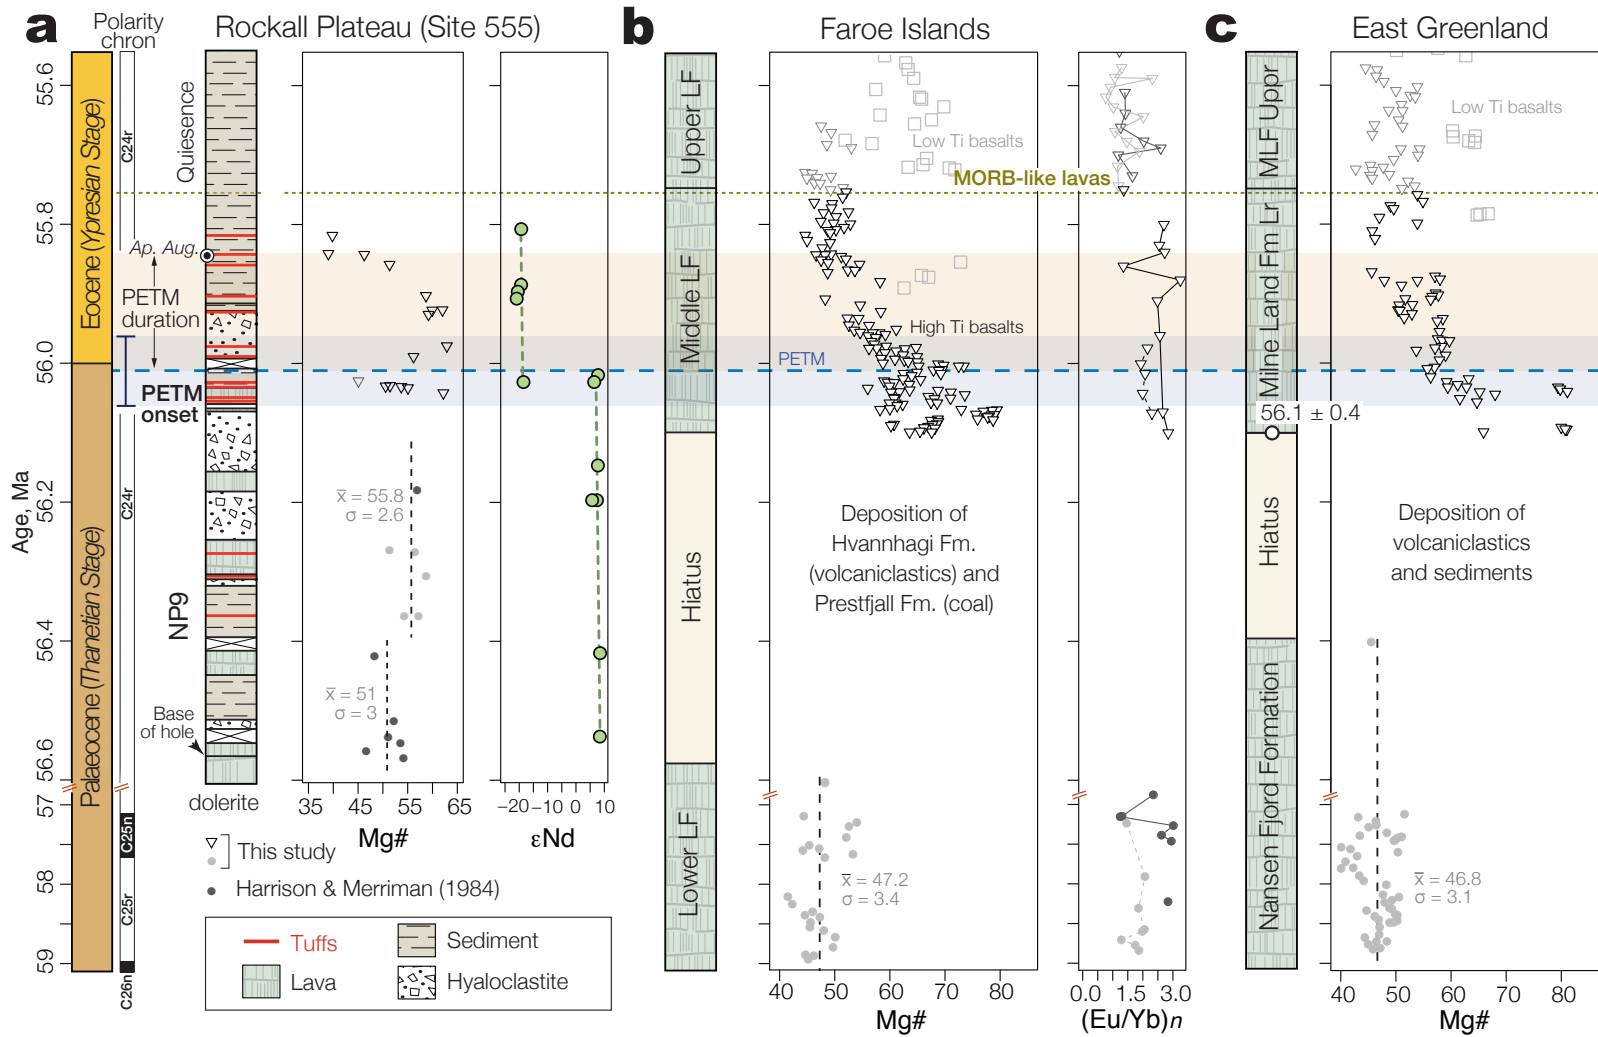 a
Polarity
chron
Rockall Plateau (Site 555)
b
Faroe Islands
c
East Greenland
Age, Ma
55.6
55.8
56.0
56.2
56.4
56.6
57
58
59
Eocene (Ypresian Stage)
Palaeocene (Thanetian Stage)
C24r
C24r
C25n
C25r
C26n
Quiesence
Ap. Aug.
PETM
duration
PETM
onset
NP9
Base
of hole
dolerite
x̄ = 55.8
σ = 2.6
x̄ = 51
σ = 3
35
45
55
65
Mg#
−20
−10
0
10
εNd
This study
Harrison & Merriman (1984)
Tuffs
Sediment
Lava
Hyaloclastite
Upper LF
Middle LF
Hiatus
Lower LF
Low Ti basalts
MORB-like lavas
High Ti basalts
PETM
Deposition of
Hvannhagi Fm.
(volcaniclastics) and
Prestfjall Fm. (coal)
x̄ = 47.2
σ = 3.4
40
50
60
70
80
Mg#
0.0
1.5
3.0
(Eu/Yb)n
MLF Uppr
Mine Land Fm Lr
Hiatus
Nansen Fjord Formation
56.1 ± 0.4
Low Ti basalts
Deposition of
volcaniclastics
and sediments
x̄ = 46.8
σ = 3.1
40
50
60
70
80
Mg#